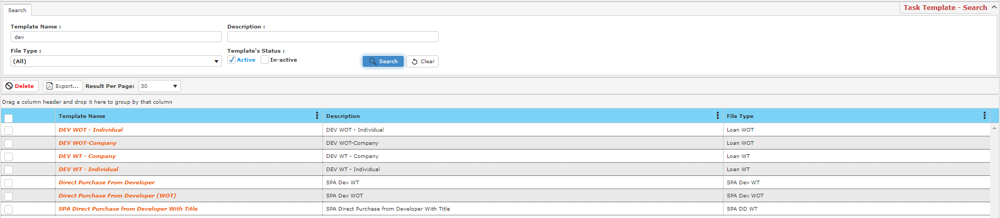 Search
Task Template - Search
Template Name :
Description :
dev
File Type :
Template's Status :
(All)
Active
In-active
Search
Clear
Delete
Export...
Result Per Page:
30
Drag a column header and drop it here to group by that column
Template Name Description File Type
DEV WOT - Individual DEV WOT - Individual Loan WOT
DEV WOT-Company DEV WOT-Company Loan WOT
DEV WT - Company DEV WT - Company Loan WT
DEV WT - Individual DEV WT - Individual Loan WT
Direct Purchase From Developer SPA Dev WT SPA Dev WT
Direct Purchase From Developer (WOT) SPA Dev WOT SPA Dev WOT
SPA Direct Purchase from Developer With Title SPA Direct Purchase from Developer With Title SPA DD WT